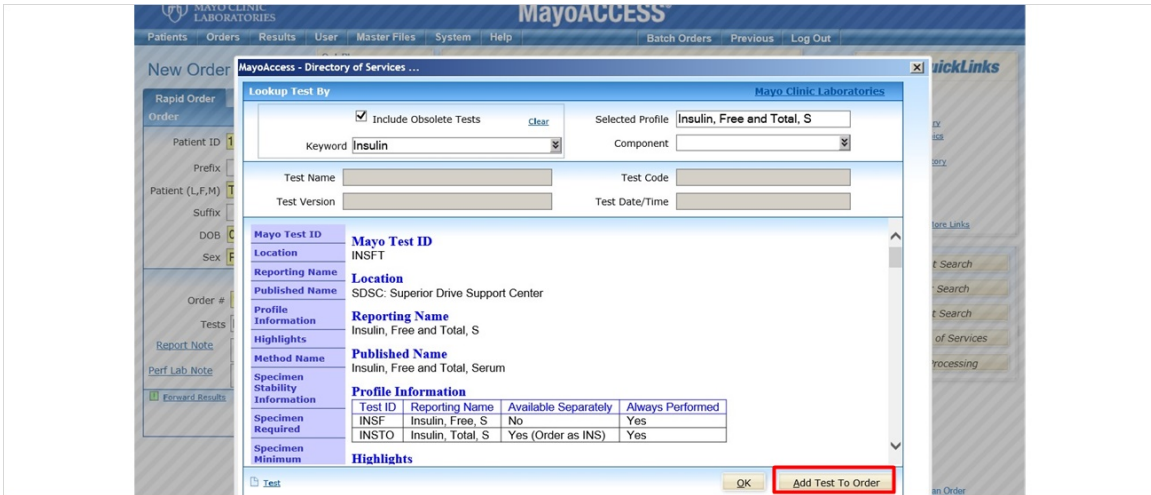 MAYO CLINIC
LABORATORIES
MayoACCESS
Patients Orders Results User Master Files System Help Batch Orders Previous Log Out
New Order
MayoAccess - Directory of Services ...
Lookup Test By
Mayo Clinic Laboratories
Rapid Order
Order
Include Obsolete Tests
Clear
Selected Profile Insulin, Free and Total, S
Keyword Insulin
Component
Patient ID 1
Prefix
Patient (L,F,M) T
Suffix
DOB
Sex F
Order #
Tests
Report Note
Perf Lab Note
Forward Results
Test Name
Test Code
Test Version
Test Date/Time
Mayo Test ID
Location
Reporting Name
Published Name
Profile
Information
Highlights
Method Name
Specimen
Stability
Information
Specimen
Required
Specimen
Minimum
Mayo Test ID
INSFT
Location
SDSC: Superior Drive Support Center
Reporting Name
Insulin, Free and Total, S
Published Name
Insulin, Free and Total, Serum
Profile Information
Test ID Reporting Name Available Separately Always Performed
INSF Insulin, Free, S No Yes
INSTO Insulin, Total, S Yes (Order as INS) Yes
Highlights
Test
OK
Add Test To Order
uickLinks
ore Links
t Search
Search
t Search
of Services
rocessing
an Order